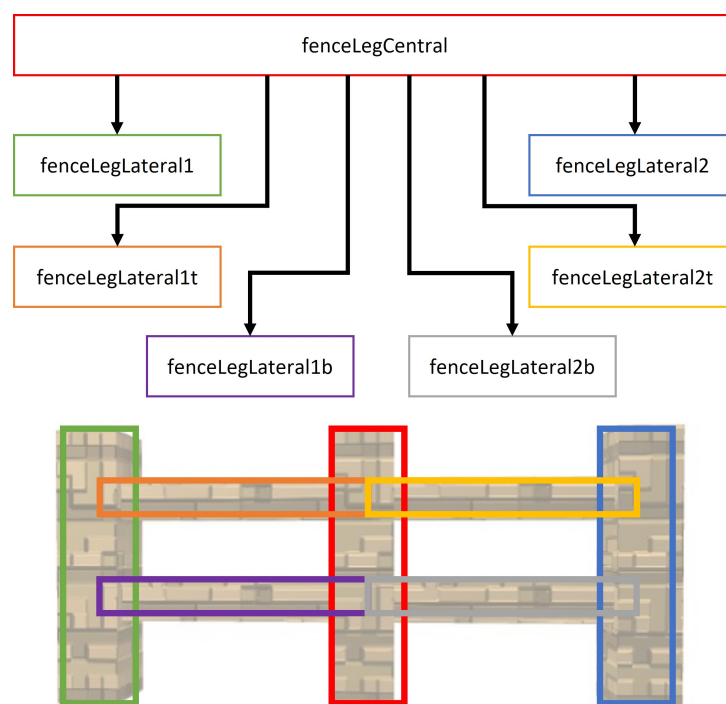 fenceLegCentral
fenceLegLateral1
fenceLegLateral2
fenceLegLateral1t
fenceLegLateral2t
fenceLegLateral1b
fenceLegLateral2b